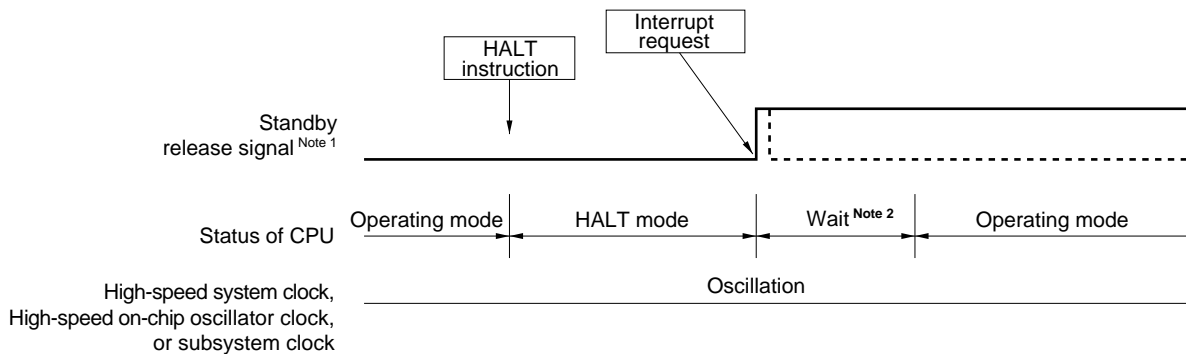 Interrupt
request
HALT
instruction
Standby
release signal Note 1
Operating mode
HALT mode
Wait Note 2
Operating mode
Status of CPU
Oscillation
High-speed system clock,
High-speed on-chip oscillator clock,
or subsystem clock